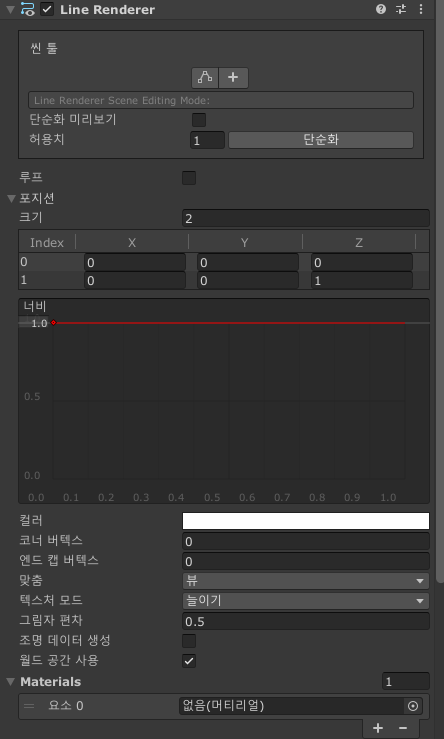 Line Renderer
씬 툴
Line Renderer Scene Editing Mode:
단순화 미리보기
허용치 1 단순화
루프
포지션
크기 2
Index X Y Z
0 0 0 0
1 0 0 1
너비
1.0
0.5
0.0
0.0 0.1 0.2 0.3 0.4 0.5 0.6 0.7 0.8 0.9 1.0
컬러
코너 버텍스 0
엔드 캡 버텍스 0
맞춤 뷰
텍스처 모드 늘이기
그림자 편차 0.5
조명 데이터 생성
월드 공간 사용
Materials 1
요소 0 없음(머티리얼)